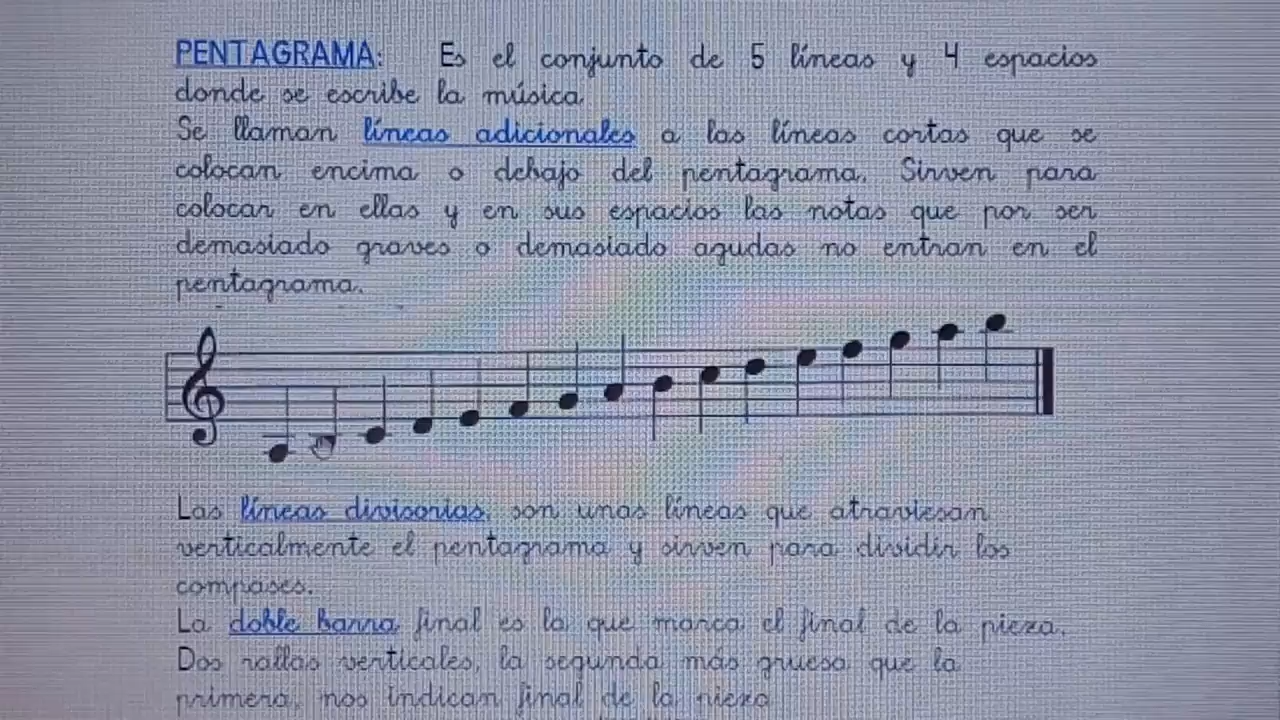 PENTAGRAMA: Es el conjunto de 5 líneas y 4 espacios
donde se escribe la música
Se llaman líneas adicionales a las líneas cortas que se
colocan encima o debajo del pentagrama. Sirven para
colocar en ellas y en sus espacios las notas que por ser
demasiado graves o demasiado agudas no entran en el
pentagrama.
Las líneas divisorias son unas líneas que atraviesan
verticalmente el pentagrama y sirven para dividir los
compases.
La doble barra final es la que marca el final de la pieza.
Dos rallas verticales, la segunda más gruesa que la
primera, nos indican final de la pieza